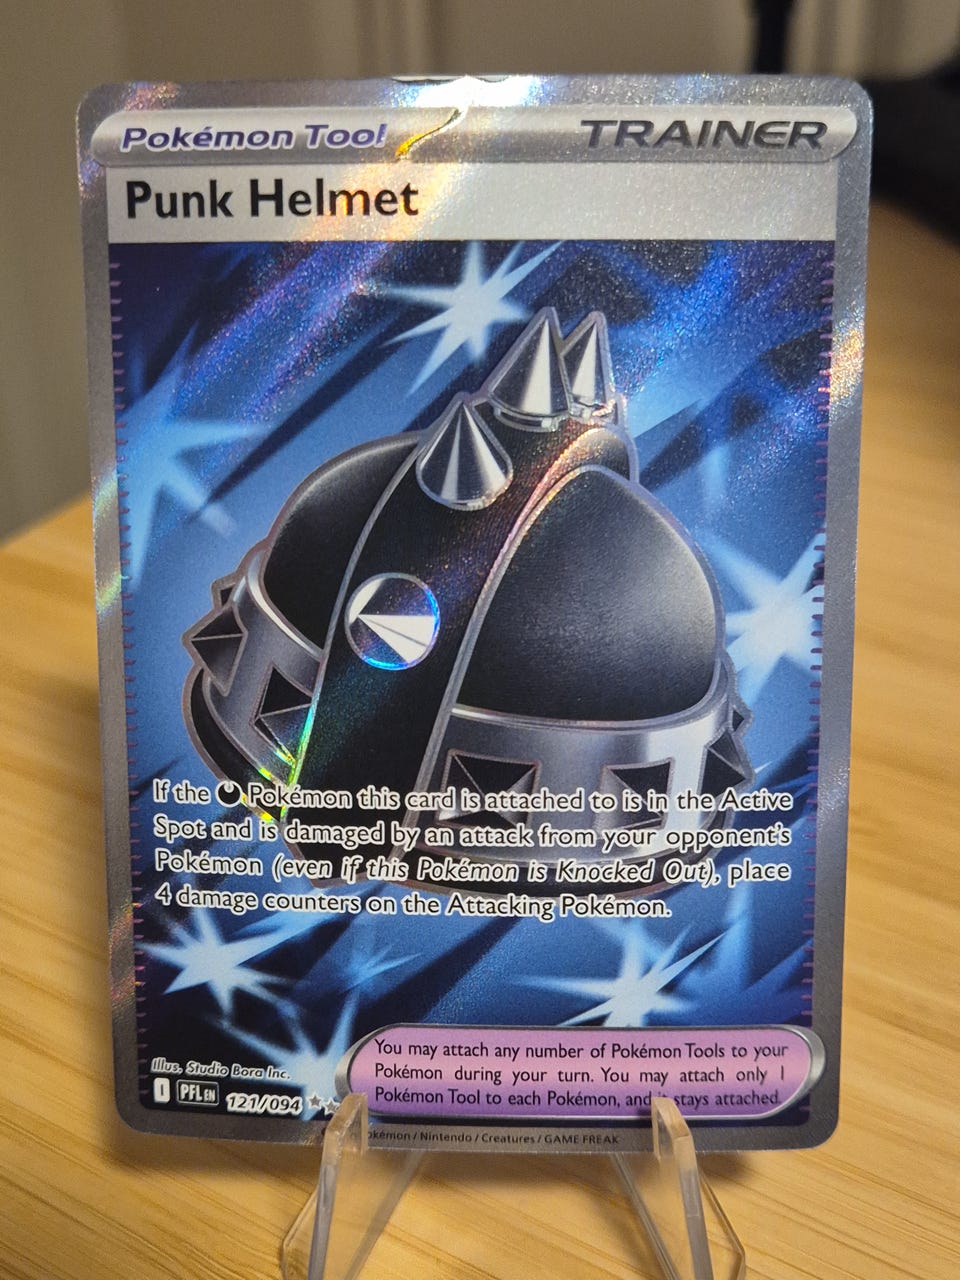 Pokémon Tool
TRAINER
Punk Helmet
If the Pokémon this card is attached to is in the Active
Spot and is damaged by an attack from your opponent's
Pokémon (even if this Pokémon is Knocked Out), place
4 damage counters on the Attacking Pokémon.
You may attach any number of Pokémon Tools to your
Pokémon during your turn. You may attach only 1
Pokémon Tool to each Pokémon, and it stays attached.
Illus. Studio Bora Inc.
I PFL EN 121/094
Pokémon / Nintendo / Creatures / GAME FREAK